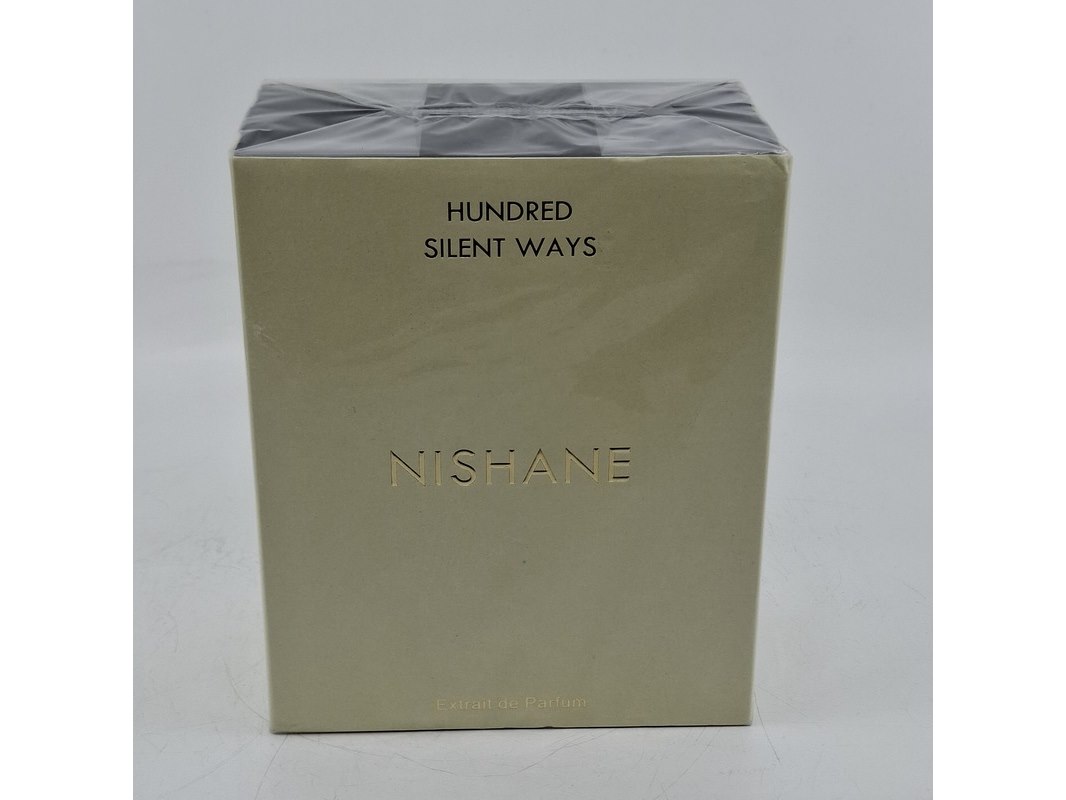 HUNDRED
SILENT WAYS
NISHANE
Extrait de Parfum